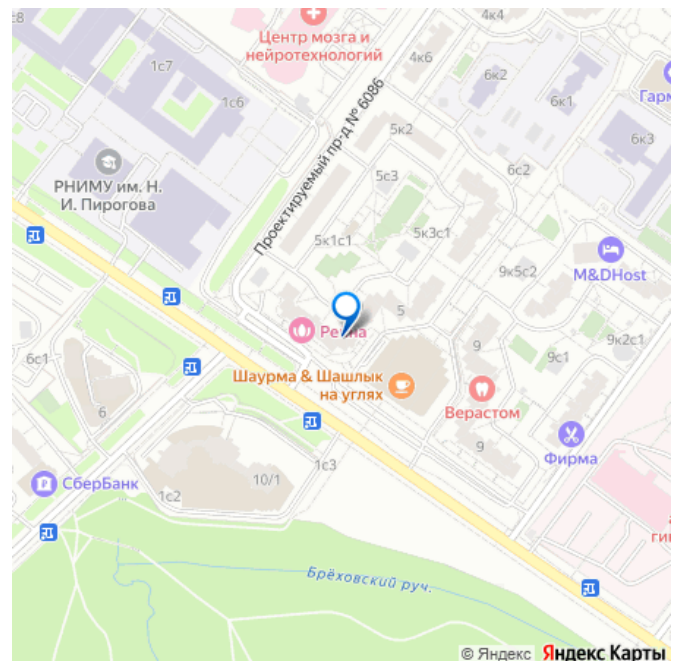 с8
Центр мозга и
нейротехнологий
4к4
4к6
1с7
1с6
6к2
6к1
Гарм
5к2
6к3
Проектируемый пр-д № 6086
РНИМУ им. Н.
И. Пирогова
5с3
6с2
5к1с1
5к3с1
9к5с2
M&DHost
5
9к2с1
9
9с1
6с1
Шаурма & Шашлык
на углях
Верастом
6
9
Фирма
СберБанк
10/1
1с3
1с2
ги
Брёховский руч.
© Яндекс Яндекс Карты